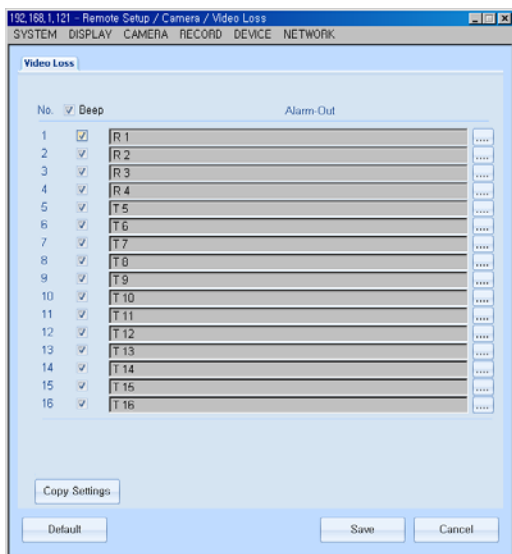 192,168,1,121 - Remote Setup / Camera / Video Loss
SYSTEM DISPLAY CAMERA RECORD DEVICE NETWORK
Video Loss
No. Beep Alarm-Out
1 R 1 ....
2 R 2 ....
3 R 3 ....
4 R 4 ....
5 T 5 ....
6 T 6 ....
7 T 7 ....
8 T 8 ....
9 T 9 ....
10 T 10 ....
11 T 11 ....
12 T 12 ....
13 T 13 ....
14 T 14 ....
15 T 15 ....
16 T 16 ....
Copy Settings
Default Save Cancel